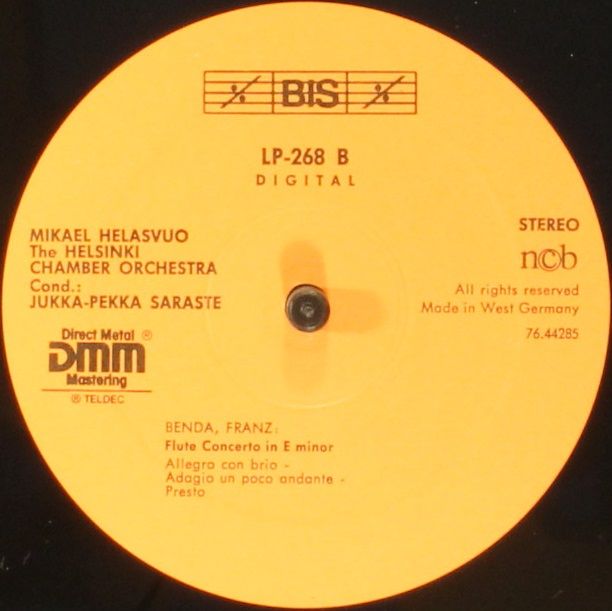 BIS
LP-268 B
DIGITAL
MIKAEL HELASVUO
The HELSINKI
CHAMBER ORCHESTRA
Cond.:
JUKKA-PEKKA SARASTE
STEREO
ncb
All rights reserved
Made in West Germany
76.44285
Direct Metal ®
DMM
Mastering
® TELDEC
BENDA, FRANZ:
Flute Concerto in E minor
Allegro con brio -
Adagio un poco andante -
Presto